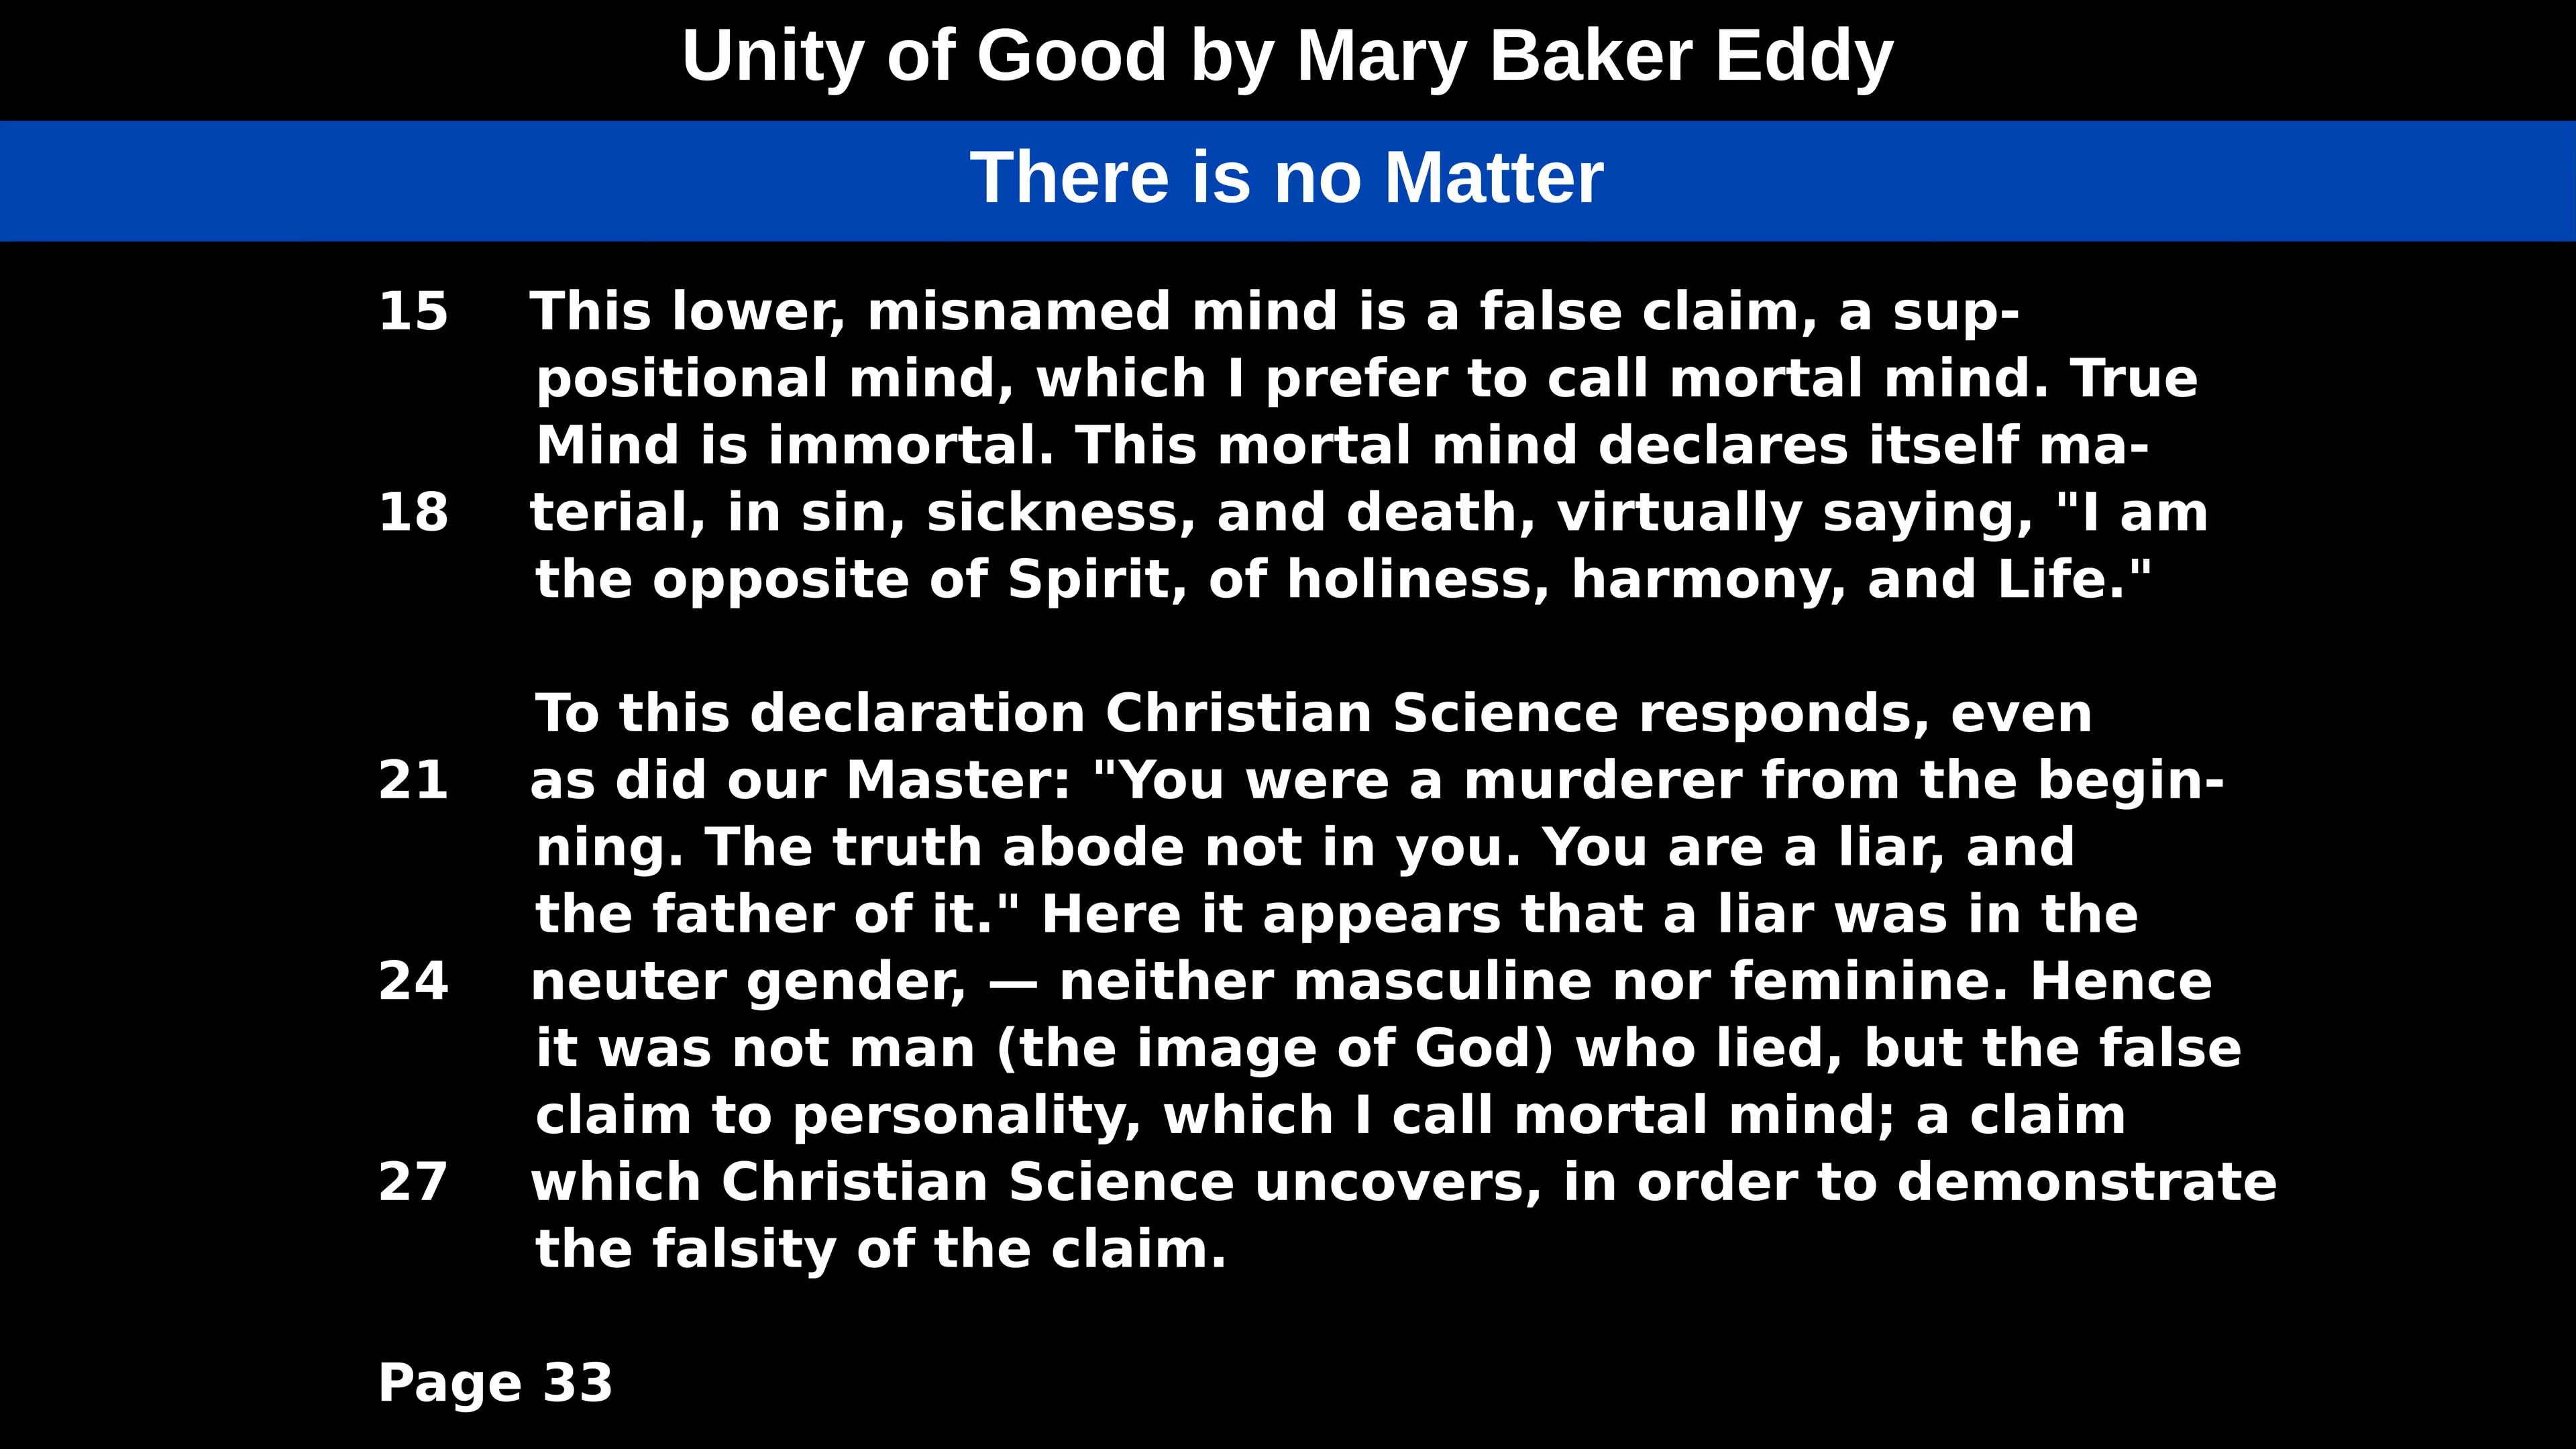 Unity of Good by Mary Baker Eddy
There is no Matter
15 This lower, misnamed mind is a false claim, a sup-
positional mind, which I prefer to call mortal mind. True
Mind is immortal. This mortal mind declares itself ma-
18 terial, in sin, sickness, and death, virtually saying, "I am
the opposite of Spirit, of holiness, harmony, and Life."
To this declaration Christian Science responds, even
21 as did our Master: "You were a murderer from the begin-
ning. The truth abode not in you. You are a liar, and
the father of it." Here it appears that a liar was in the
24 neuter gender, — neither masculine nor feminine. Hence
it was not man (the image of God) who lied, but the false
claim to personality, which I call mortal mind; a claim
27 which Christian Science uncovers, in order to demonstrate
the falsity of the claim.
Page 33